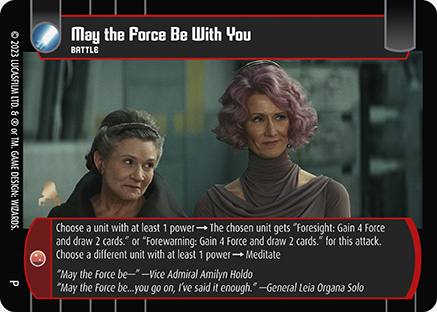 May the Force Be With You
BATTLE
© 2023 LUCASFILM LTD. & ® or TM. GAME DESIGN: WIZARDS.
Choose a unit with at least 1 power → The chosen unit gets "Foresight: Gain 4 Force
and draw 2 cards." or "Forewarning: Gain 4 Force and draw 2 cards." for this attack.
Choose a different unit with at least 1 power → Meditate
"May the Force be—" —Vice Admiral Amilyn Holdo
"May the Force be...you go on, I've said it enough." —General Leia Organa Solo
P